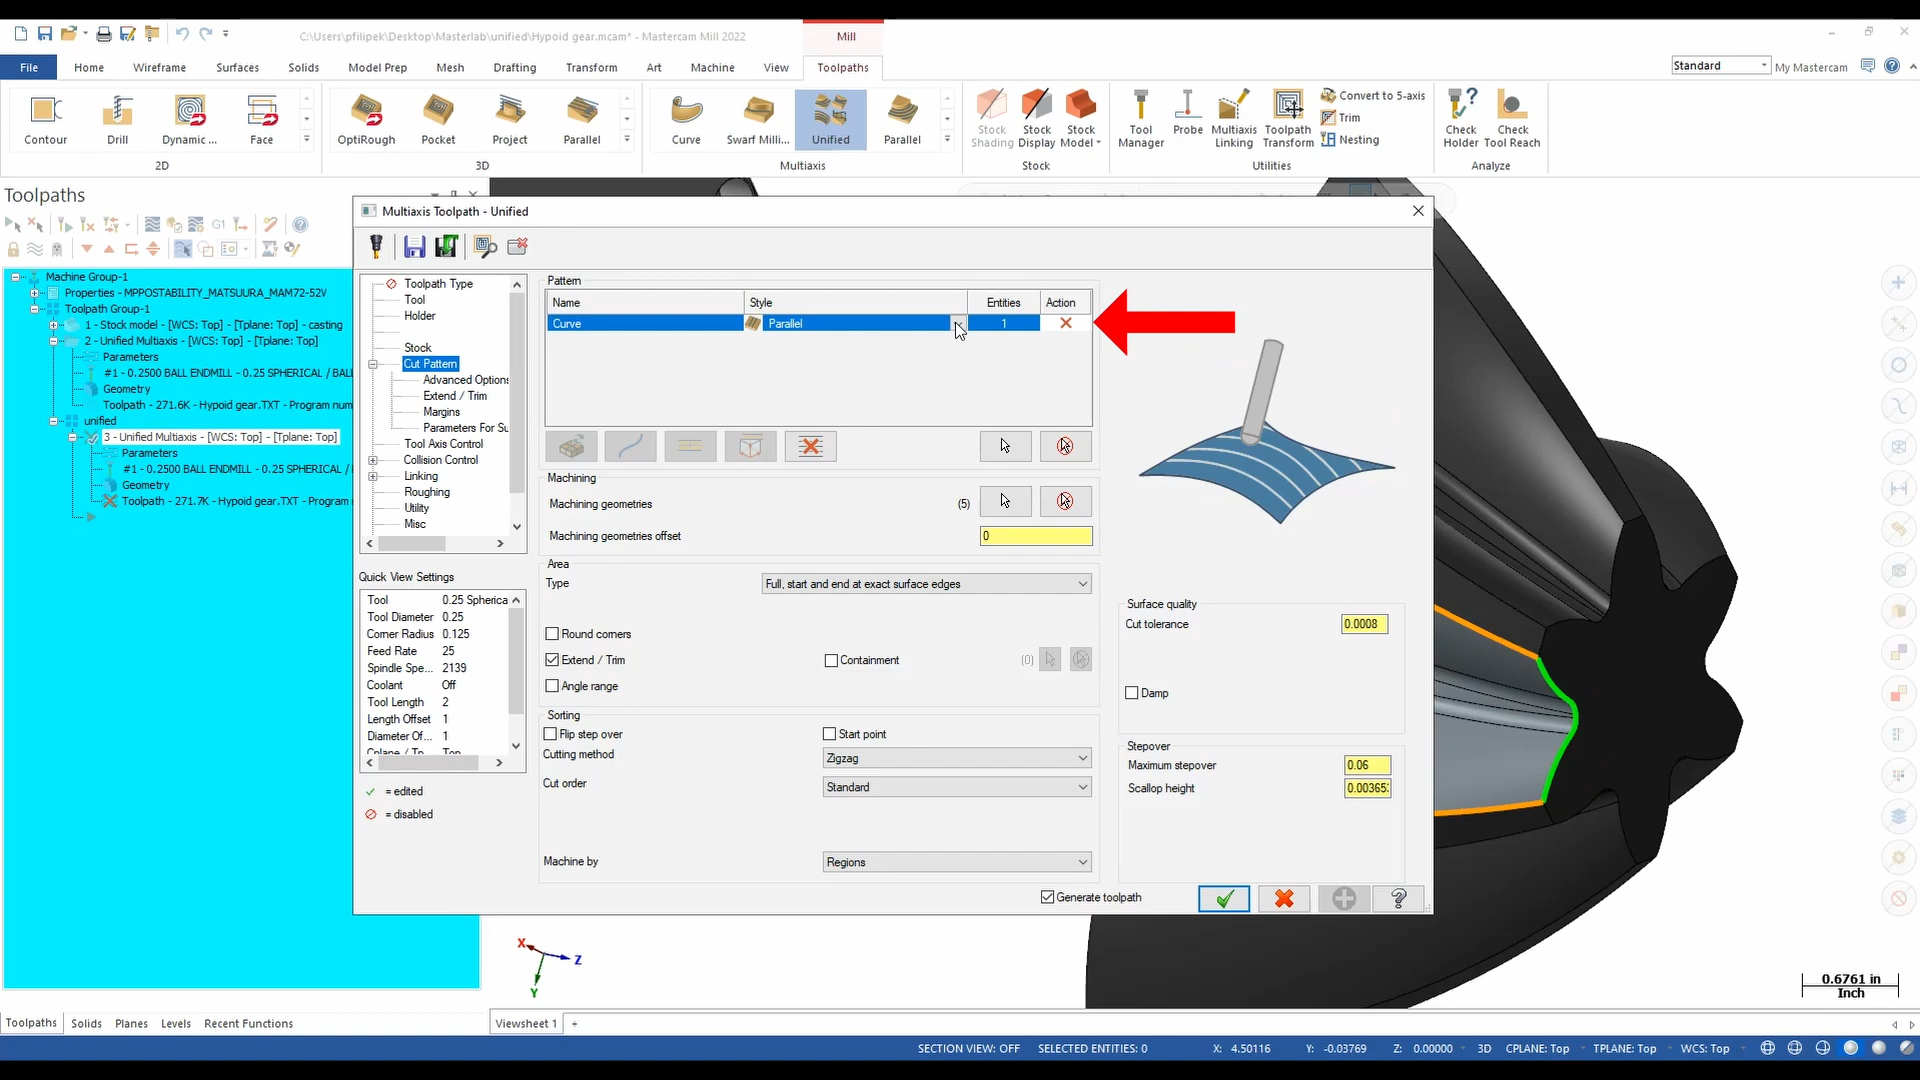 C:\Users\pfilipek\Desktop\Masterlab\unified\Hypoid gear.mcam* - Mastercam Mill 2022
Mill
File Home Wireframe Surfaces Solids Model Prep Mesh Drafting Transform Art Machine View Toolpaths
Standard My Mastercam
Contour Drill Dynamic ... Face OptiRough Pocket Project Parallel Curve Swarf Milli... Unified Parallel
Stock Shading Stock Display Stock Model Tool Manager Probe Multiaxis Linking Toolpath Transform
Convert to 5-axis
Trim
Nesting
Check Holder Check Tool Reach
2D 3D Multiaxis Stock Utilities Analyze
Toolpaths
G1
Machine Group-1
Properties - MPPOSTABILITY_MATSUURA_MAM72-52V
Toolpath Group-1
1 - Stock model - [WCS: Top] - [Tplane: Top] - casting
2 - Unified Multiaxis - [WCS: Top] - [Tplane: Top]
Parameters
#1 - 0.2500 BALL ENDMILL - 0.25 SPHERICAL / BAL
Geometry
Toolpath - 271.6K - Hypoid gear.TXT - Program num
unified
3 - Unified Multiaxis - [WCS: Top] - [Tplane: Top]
Parameters
#1 - 0.2500 BALL ENDMILL - 0.25 SPHERICAL /
Geometry
Toolpath - 271.7K - Hypoid gear.TXT - Program
Multiaxis Toolpath - Unified
Toolpath Type
Tool
Holder
Stock
Cut Pattern
Advanced Options
Extend / Trim
Margins
Parameters For Su
Tool Axis Control
Collision Control
Linking
Roughing
Utility
Misc
Quick View Settings
Tool 0.25 Spherica
Tool Diameter 0.25
Corner Radius 0.125
Feed Rate 25
Spindle Spe... 2139
Coolant Off
Tool Length 2
Length Offset 1
Diameter Of... 1
Cplane / Tp... Top
= edited
= disabled
Pattern
Name Style Entities Action
Curve Parallel 1
Machining
Machining geometries (5)
Machining geometries offset 0
Area
Type Full, start and end at exact surface edges
Round corners
Extend / Trim Containment (0)
Angle range
Sorting
Flip step over Start point
Cutting method Zigzag
Cut order Standard
Machine by Regions
Surface quality
Cut tolerance 0.0008
Damp
Stepover
Maximum stepover 0.06
Scallop height 0.00365
Generate toolpath
X
Z
Y
0.6761 in
Inch
Toolpaths Solids Planes Levels Recent Functions
Viewsheet 1 +
SECTION VIEW: OFF SELECTED ENTITIES: 0 X: 4.50116 Y: -0.03769 Z: 0.00000 3D CPLANE: Top TPLANE: Top WCS: Top